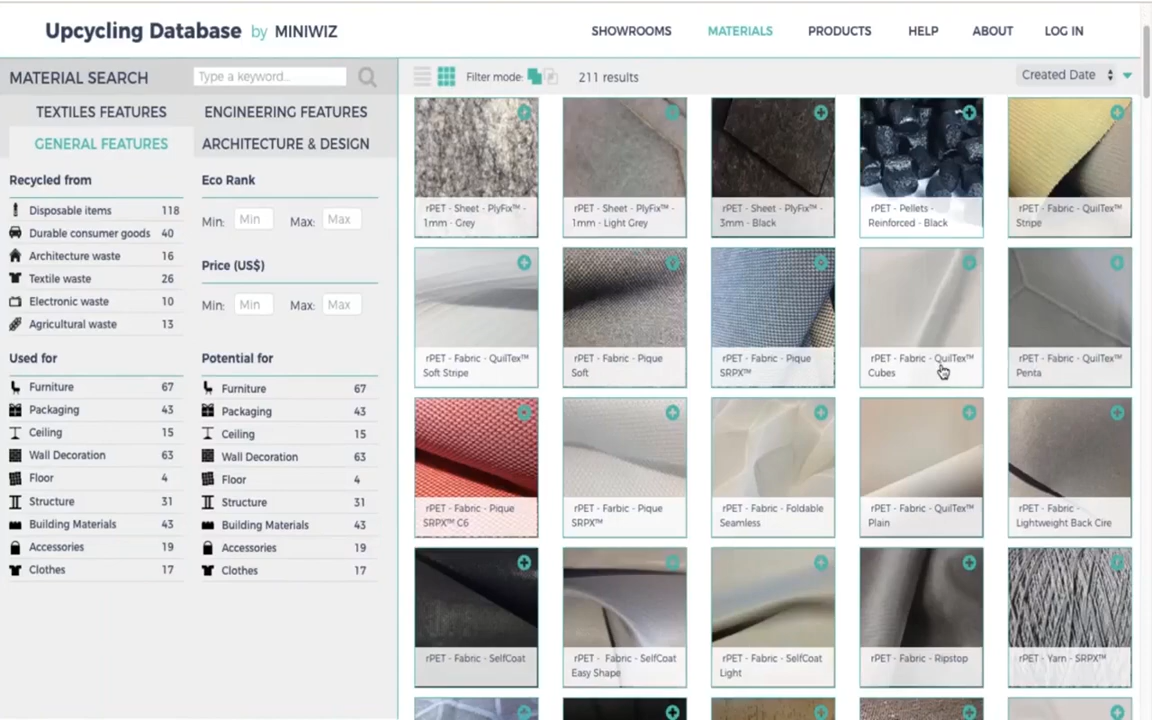 Upcycling Database by MINIWIZ
SHOWROOMS MATERIALS PRODUCTS HELP ABOUT LOG IN
MATERIAL SEARCH Type a keyword...
Filter mode: 211 results Created Date
TEXTILES FEATURES ENGINEERING FEATURES
GENERAL FEATURES ARCHITECTURE & DESIGN
Recycled from
Disposable items 118
Durable consumer goods 40
Architecture waste 16
Textile waste 26
Electronic waste 10
Agricultural waste 13
Eco Rank
Min: Min Max: Max
Price (US$)
Min: Min Max: Max
Used for
Furniture 67
Packaging 43
Ceiling 15
Wall Decoration 63
Floor 4
Structure 31
Building Materials 43
Accessories 19
Clothes 17
Potential for
Furniture 67
Packaging 43
Ceiling 15
Wall Decoration 63
Floor 4
Structure 31
Building Materials 43
Accessories 19
Clothes 17
rPET - Sheet - PlyFix™ -
1mm - Grey
rPET - Sheet - PlyFix™ -
1mm - Light Grey
rPET - Sheet - PlyFix™ -
3mm - Black
rPET - Pellets -
Reinforced - Black
rPET - Fabric - QuilTex™
Stripe
rPET - Fabric - QuilTex™
Soft Stripe
rPET - Fabric - Pique
Soft
rPET - Fabric - Pique
SRPX™
rPET - Fabric - QuilTex™
Cubes
rPET - Fabric - QuilTex™
Penta
rPET - Fabric - Pique
SRPX™ C6
rPET - Farbic - Pique
SRPX™
rPET - Fabric - Foldable
Seamless
rPET - Fabric - QuilTex™
Plain
rPET - Fabric -
Lightweight Back Cire
rPET - Fabric - SelfCoat
rPET - Fabric - SelfCoat
Easy Shape
rPET - Fabric - SelfCoat
Light
rPET - Fabric - Ripstop
rPET - Yarn - SRPX™